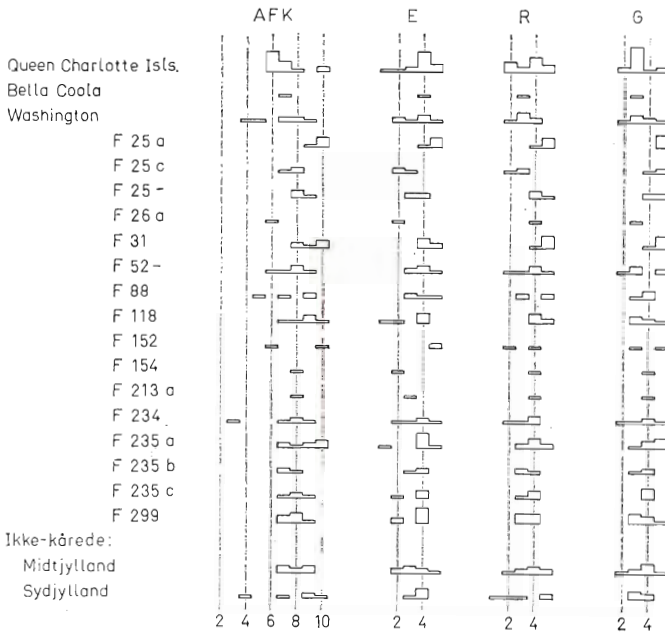 AFK E R G
Queen Charlotte Isls.
Bella Coola
Washington
F 25 a
F 25 c
F 25 -
F 26 a
F 31
F 52 -
F 88
F 118
F 152
F 154
F 213 a
F 234
F 235 a
F 235 b
F 235 c
F 299
Ikke-kårede:
Midtjylland
Sydjylland
2 4 6 8 10 2 4 2 4 2 4